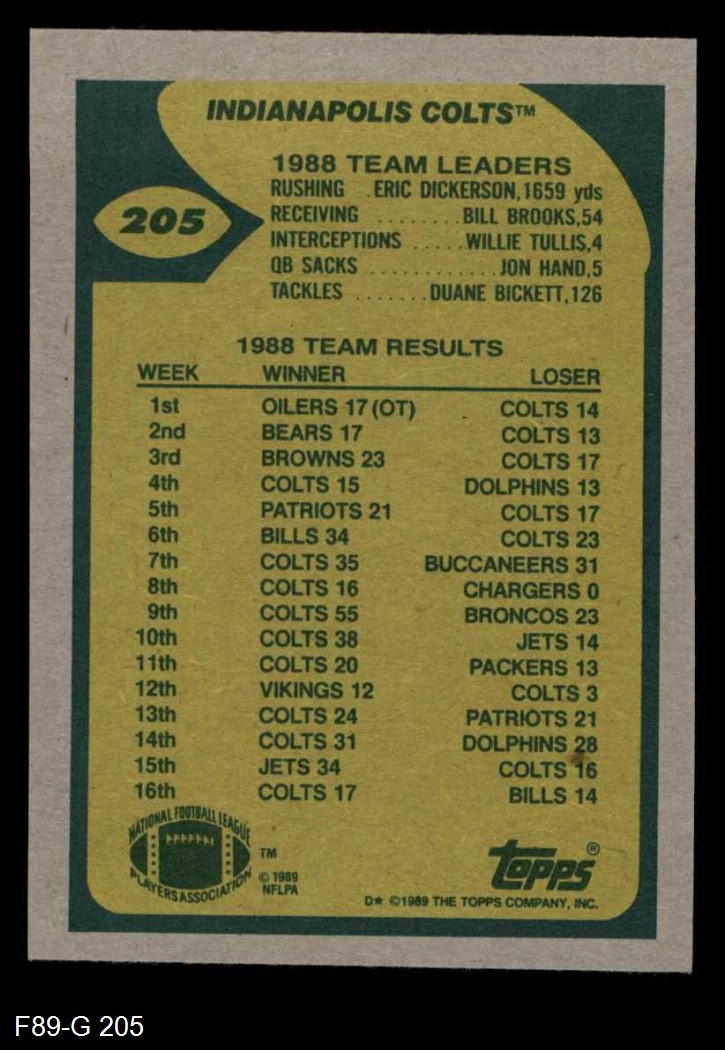 INDIANAPOLIS COLTS™
1988 TEAM LEADERS
RUSHING .ERIC DICKERSON,1659 yds
205
RECEIVING ........BILL BROOKS,54
INTERCEPTIONS .....WILLIE TULLIS,4
QB SACKS ............JON HAND,5
TACKLES .......DUANE BICKETT,126
1988 TEAM RESULTS
WEEK WINNER LOSER
1st OILERS 17 (OT) COLTS 14
2nd BEARS 17 COLTS 13
3rd BROWNS 23 COLTS 17
4th COLTS 15 DOLPHINS 13
5th PATRIOTS 21 COLTS 17
6th BILLS 34 COLTS 23
7th COLTS 35 BUCCANEERS 31
8th COLTS 16 CHARGERS 0
9th COLTS 55 BRONCOS 23
10th COLTS 38 JETS 14
11th COLTS 20 PACKERS 13
12th VIKINGS 12 COLTS 3
13th COLTS 24 PATRIOTS 21
14th COLTS 31 DOLPHINS 28
15th JETS 34 COLTS 16
16th COLTS 17 BILLS 14
NATIONAL FOOTBALL LEAGUE
PLAYERS ASSOCIATION
TM
© 1989
NFLPA
topps®
D* ©1989 THE TOPPS COMPANY, INC.
F89-G 205